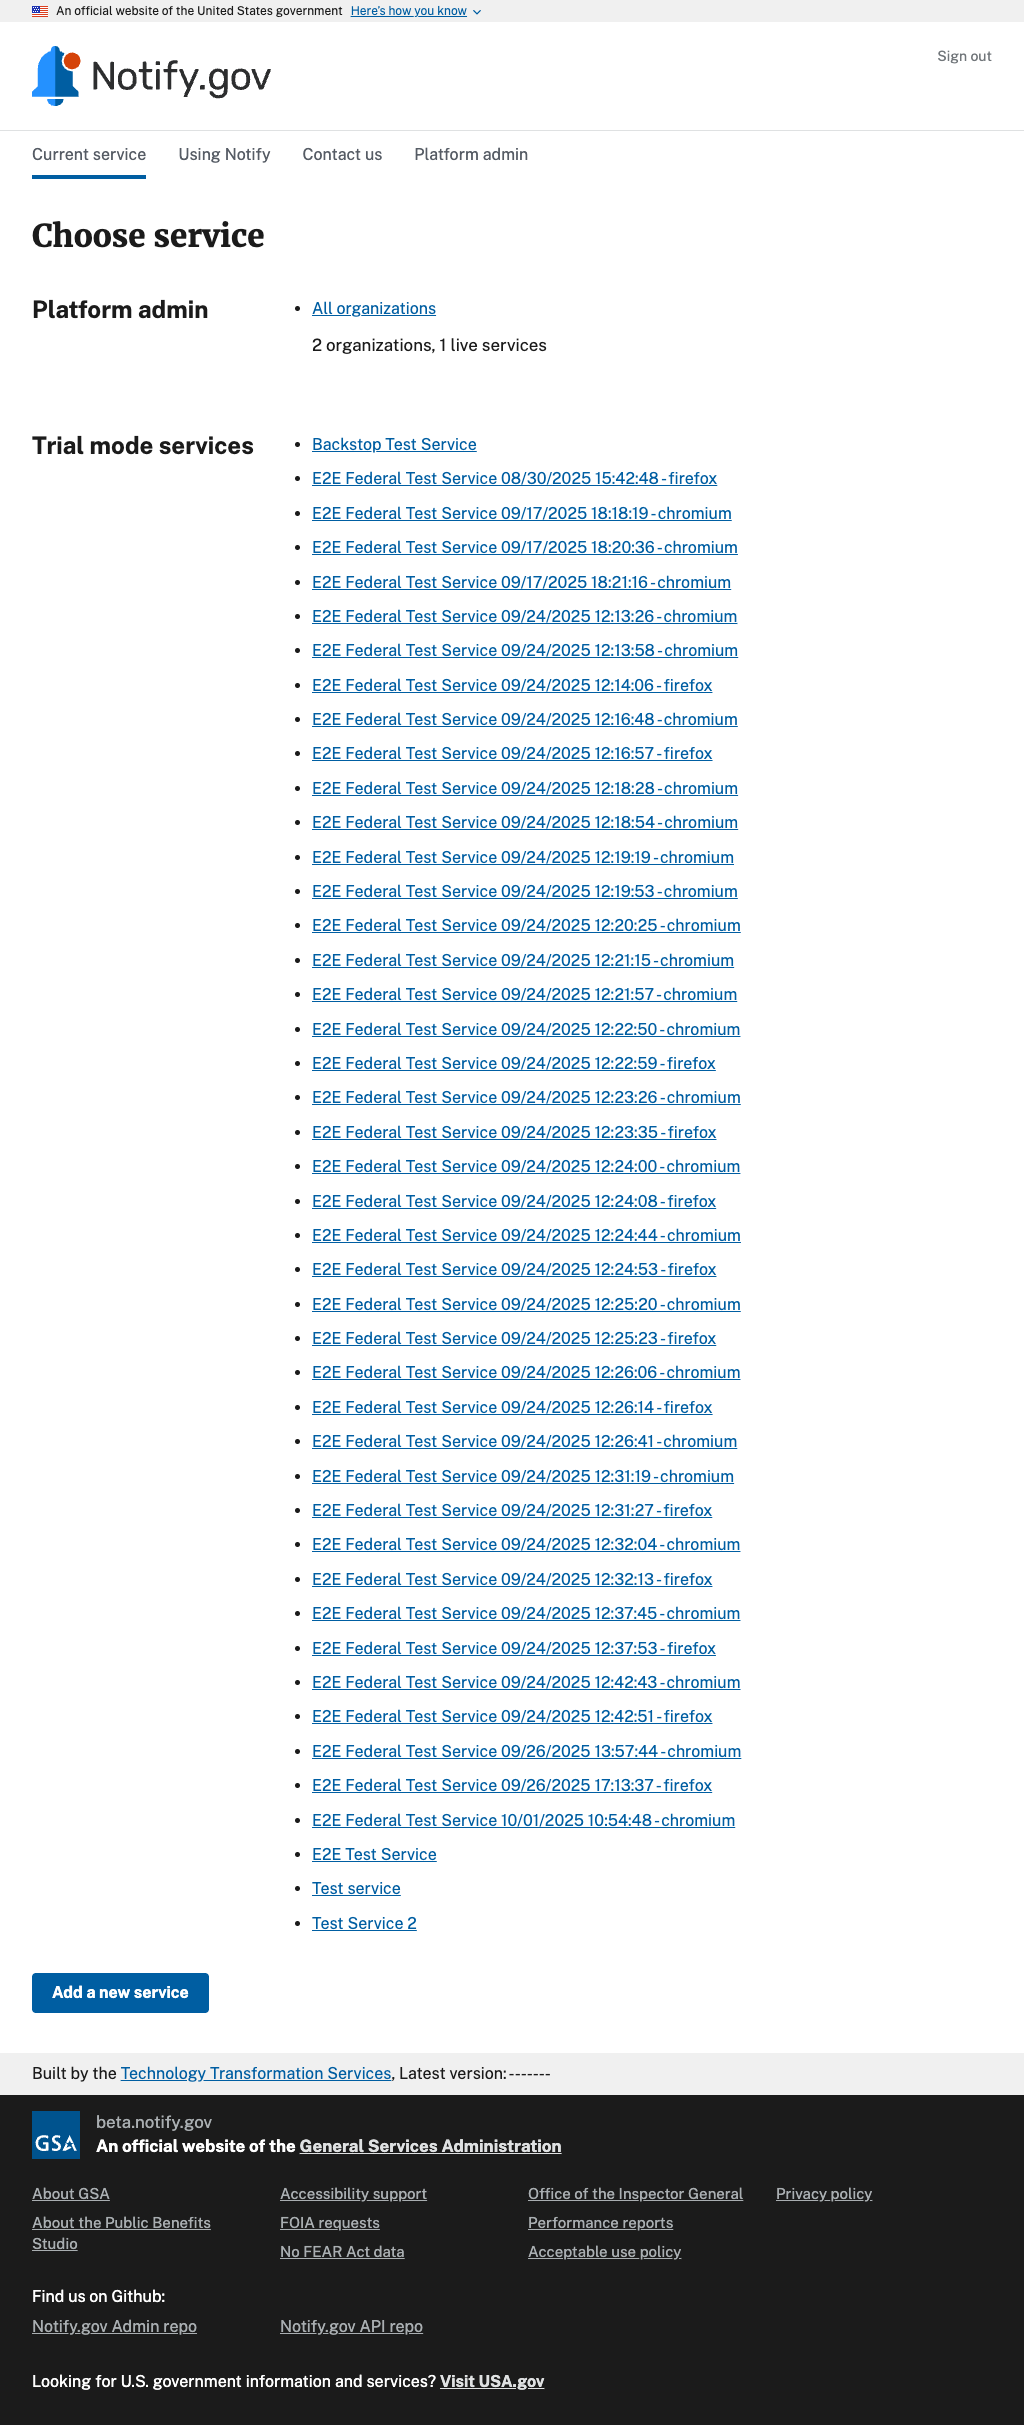 An official website of the United States government Here's how you know
Notify.gov
Sign out
Current service Using Notify Contact us Platform admin
Choose service
Platform admin
All organizations
2 organizations, 1 live services
Trial mode services
Backstop Test Service
E2E Federal Test Service 08/30/2025 15:42:48 - firefox
E2E Federal Test Service 09/17/2025 18:18:19 - chromium
E2E Federal Test Service 09/17/2025 18:20:36 - chromium
E2E Federal Test Service 09/17/2025 18:21:16 - chromium
E2E Federal Test Service 09/24/2025 12:13:26 - chromium
E2E Federal Test Service 09/24/2025 12:13:58 - chromium
E2E Federal Test Service 09/24/2025 12:14:06 - firefox
E2E Federal Test Service 09/24/2025 12:16:48 - chromium
E2E Federal Test Service 09/24/2025 12:16:57 - firefox
E2E Federal Test Service 09/24/2025 12:18:28 - chromium
E2E Federal Test Service 09/24/2025 12:18:54 - chromium
E2E Federal Test Service 09/24/2025 12:19:19 - chromium
E2E Federal Test Service 09/24/2025 12:19:53 - chromium
E2E Federal Test Service 09/24/2025 12:20:25 - chromium
E2E Federal Test Service 09/24/2025 12:21:15 - chromium
E2E Federal Test Service 09/24/2025 12:21:57 - chromium
E2E Federal Test Service 09/24/2025 12:22:50 - chromium
E2E Federal Test Service 09/24/2025 12:22:59 - firefox
E2E Federal Test Service 09/24/2025 12:23:26 - chromium
E2E Federal Test Service 09/24/2025 12:23:35 - firefox
E2E Federal Test Service 09/24/2025 12:24:00 - chromium
E2E Federal Test Service 09/24/2025 12:24:08 - firefox
E2E Federal Test Service 09/24/2025 12:24:44 - chromium
E2E Federal Test Service 09/24/2025 12:24:53 - firefox
E2E Federal Test Service 09/24/2025 12:25:20 - chromium
E2E Federal Test Service 09/24/2025 12:25:23 - firefox
E2E Federal Test Service 09/24/2025 12:26:06 - chromium
E2E Federal Test Service 09/24/2025 12:26:14 - firefox
E2E Federal Test Service 09/24/2025 12:26:41 - chromium
E2E Federal Test Service 09/24/2025 12:31:19 - chromium
E2E Federal Test Service 09/24/2025 12:31:27 - firefox
E2E Federal Test Service 09/24/2025 12:32:04 - chromium
E2E Federal Test Service 09/24/2025 12:32:13 - firefox
E2E Federal Test Service 09/24/2025 12:37:45 - chromium
E2E Federal Test Service 09/24/2025 12:37:53 - firefox
E2E Federal Test Service 09/24/2025 12:42:43 - chromium
E2E Federal Test Service 09/24/2025 12:42:51 - firefox
E2E Federal Test Service 09/26/2025 13:57:44 - chromium
E2E Federal Test Service 09/26/2025 17:13:37 - firefox
E2E Federal Test Service 10/01/2025 10:54:48 - chromium
E2E Test Service
Test service
Test Service 2
Add a new service
Built by the Technology Transformation Services, Latest version: -------
GSA
beta.notify.gov
An official website of the General Services Administration
About GSA
About the Public Benefits
Studio
Accessibility support
FOIA requests
No FEAR Act data
Office of the Inspector General
Performance reports
Acceptable use policy
Privacy policy
Find us on Github:
Notify.gov Admin repo
Notify.gov API repo
Looking for U.S. government information and services? Visit USA.gov